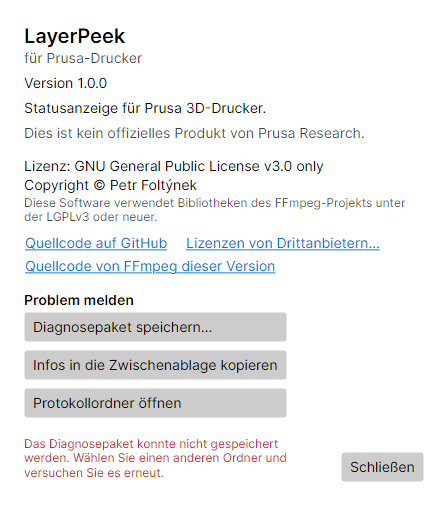 LayerPeek
für Prusa-Drucker
Version 1.0.0
Statusanzeige für Prusa 3D-Drucker.
Dies ist kein offizielles Produkt von Prusa Research.
Lizenz: GNU General Public License v3.0 only
Copyright © Petr Foltýnek
Diese Software verwendet Bibliotheken des FFmpeg-Projekts unter
der LGPLv3 oder neuer.
Quellcode auf GitHub Lizenzen von Drittanbietern...
Quellcode von FFmpeg dieser Version
Problem melden
Diagnosepaket speichern...
Infos in die Zwischenablage kopieren
Protokollordner öffnen
Das Diagnosepaket konnte nicht gespeichert
werden. Wählen Sie einen anderen Ordner und
versuchen Sie es erneut.
Schließen